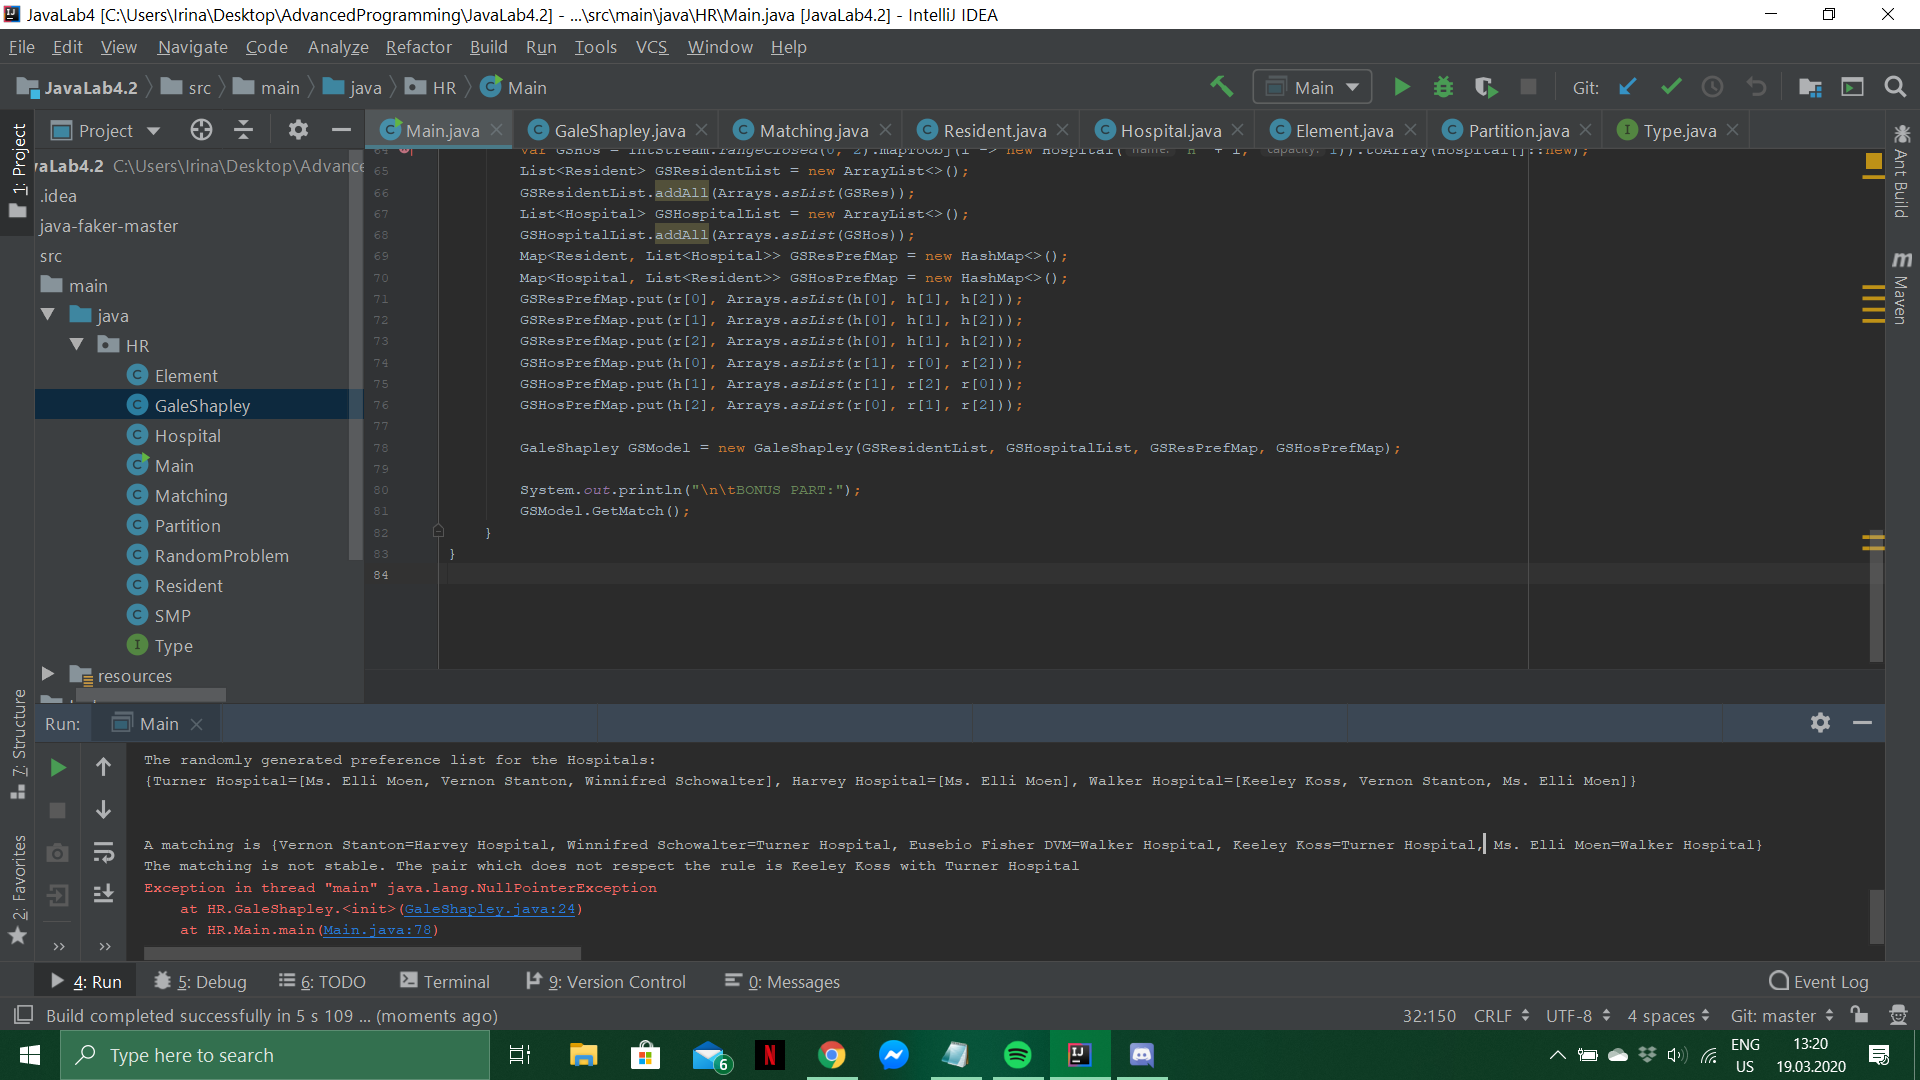 JavaLab4 [C:\Users\Irina\Desktop\AdvancedProgramming\JavaLab4.2] - ...\src\main\java\HR\Main.java [JavaLab4.2] - IntelliJ IDEA
File Edit View Navigate Code Analyze Refactor Build Run Tools VCS Window Help
JavaLab4.2 src main java HR Main
Main
Git:
1: Project
Project
Main.java GaleShapley.java Matching.java Resident.java Hospital.java Element.java Partition.java Type.java
vaLab4.2 C:\Users\Irina\Desktop\Advance
.idea
java-faker-master
src
main
java
HR
Element
GaleShapley
Hospital
Main
Matching
Partition
RandomProblem
Resident
SMP
Type
resources
64 var GSHos = IntStream.rangeClosed(0, 2).mapToObj(i -> new Hospital( name: "H" + i, capacity: 1)).toArray(Hospital[]::new);
65 List<Resident> GSResidentList = new ArrayList<>();
66 GSResidentList.addAll(Arrays.asList(GSRes));
67 List<Hospital> GSHospitalList = new ArrayList<>();
68 GSHospitalList.addAll(Arrays.asList(GSHos));
69 Map<Resident, List<Hospital>> GSResPrefMap = new HashMap<>();
70 Map<Hospital, List<Resident>> GSHosPrefMap = new HashMap<>();
71 GSResPrefMap.put(r[0], Arrays.asList(h[0], h[1], h[2]));
72 GSResPrefMap.put(r[1], Arrays.asList(h[0], h[1], h[2]));
73 GSResPrefMap.put(r[2], Arrays.asList(h[0], h[1], h[2]));
74 GSHosPrefMap.put(h[0], Arrays.asList(r[1], r[0], r[2]));
75 GSHosPrefMap.put(h[1], Arrays.asList(r[1], r[2], r[0]));
76 GSHosPrefMap.put(h[2], Arrays.asList(r[0], r[1], r[2]));
77
78 GaleShapley GSModel = new GaleShapley(GSResidentList, GSHospitalList, GSResPrefMap, GSHosPrefMap);
79
80 System.out.println("\n\tBONUS PART:");
81 GSModel.GetMatch();
82 }
83 }
84
Ant Build
Maven
7: Structure
2: Favorites
Run: Main
The randomly generated preference list for the Hospitals:
{Turner Hospital=[Ms. Elli Moen, Vernon Stanton, Winnifred Schowalter], Harvey Hospital=[Ms. Elli Moen], Walker Hospital=[Keeley Koss, Vernon Stanton, Ms. Elli Moen]}
A matching is {Vernon Stanton=Harvey Hospital, Winnifred Schowalter=Turner Hospital, Eusebio Fisher DVM=Walker Hospital, Keeley Koss=Turner Hospital, Ms. Elli Moen=Walker Hospital}
The matching is not stable. The pair which does not respect the rule is Keeley Koss with Turner Hospital
Exception in thread "main" java.lang.NullPointerException
at HR.GaleShapley.<init>(GaleShapley.java:24)
at HR.Main.main(Main.java:78)
4: Run 5: Debug 6: TODO Terminal 9: Version Control 0: Messages Event Log
Build completed successfully in 5 s 109 ... (moments ago) 32:150 CRLF UTF-8 4 spaces Git: master
Type here to search
6
ENG
US
13:20
19.03.2020